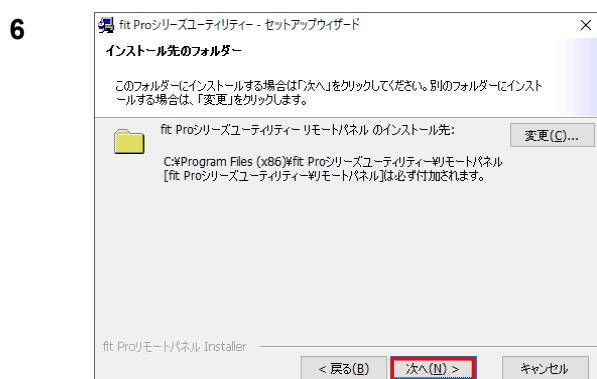 6
fit Proシリーズユーティリティー - セットアップウィザード
インストール先のフォルダー
このフォルダーにインストールする場合は「次へ」をクリックしてください。別のフォルダーにインスト
ールする場合は、「変更」をクリックします。
fit Proシリーズユーティリティー リモートパネル のインストール先:
変更(C)...
C:¥Program Files (x86)¥fit Proシリーズユーティリティー¥リモートパネル
[fit Proシリーズユーティリティー¥リモートパネル]は必ず付加されます。
fit Proリモートパネル Installer
< 戻る(B) 次へ(N) > キャンセル